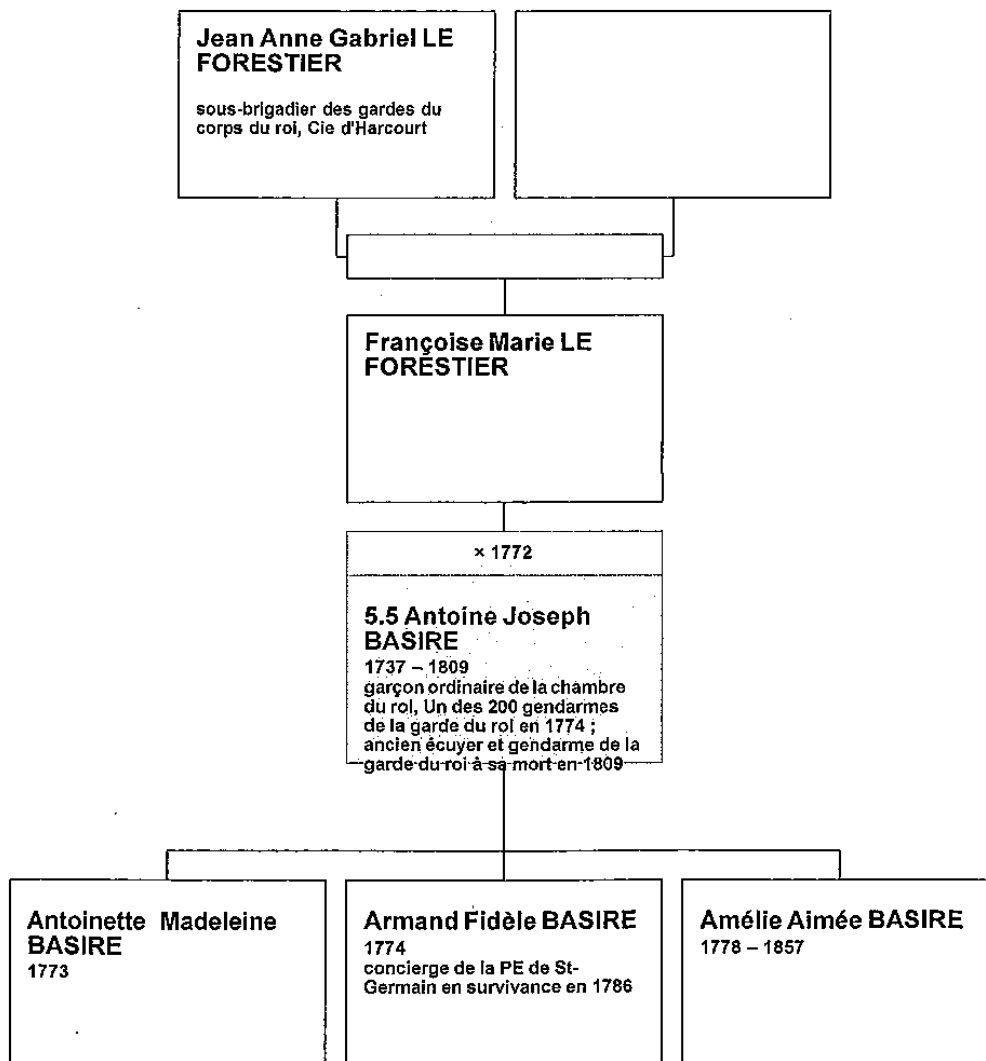 Jean Anne Gabriel LE
FORESTIER
sous-brigadier des gardes du
corps du roi, Cie d'Harcourt
Françoise Marie LE
FORESTIER
× 1772
5.5 Antoine Joseph
BASIRE
1737 – 1809
garçon ordinaire de la chambre
du roi, Un des 200 gendarmes
de la garde du roi en 1774 ;
ancien écuyer et gendarme de la
garde du roi à sa mort en 1809
Antoinette Madeleine
BASIRE
1773
Armand Fidèle BASIRE
1774
concierge de la PE de St-
Germain en survivance en 1786
Amélie Aimée BASIRE
1778 – 1857